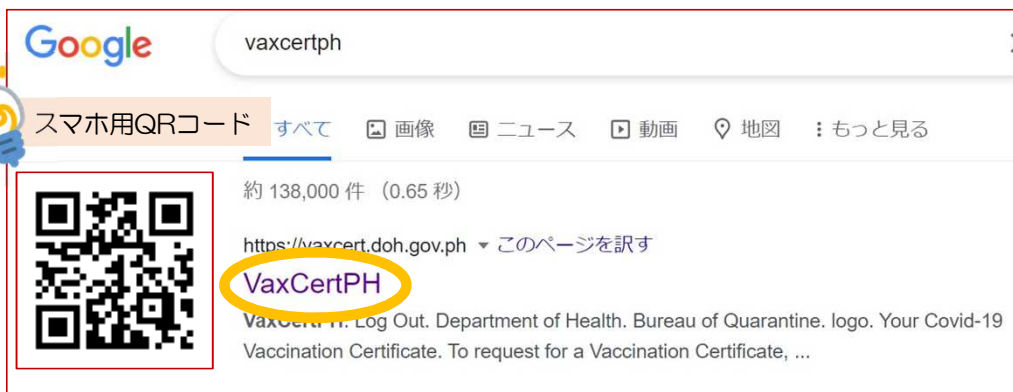 Google
vaxcertph
スマホ用QRコード
すべて 画像 ニュース 動画 地図 もっと見る
約 138,000 件 (0.65 秒)
https://vaxcert.doh.gov.ph ▼ このページを訳す
VaxCertPH
VaxCertPH. Log Out. Department of Health. Bureau of Quarantine. logo. Your Covid-19
Vaccination Certificate. To request for a Vaccination Certificate, ...